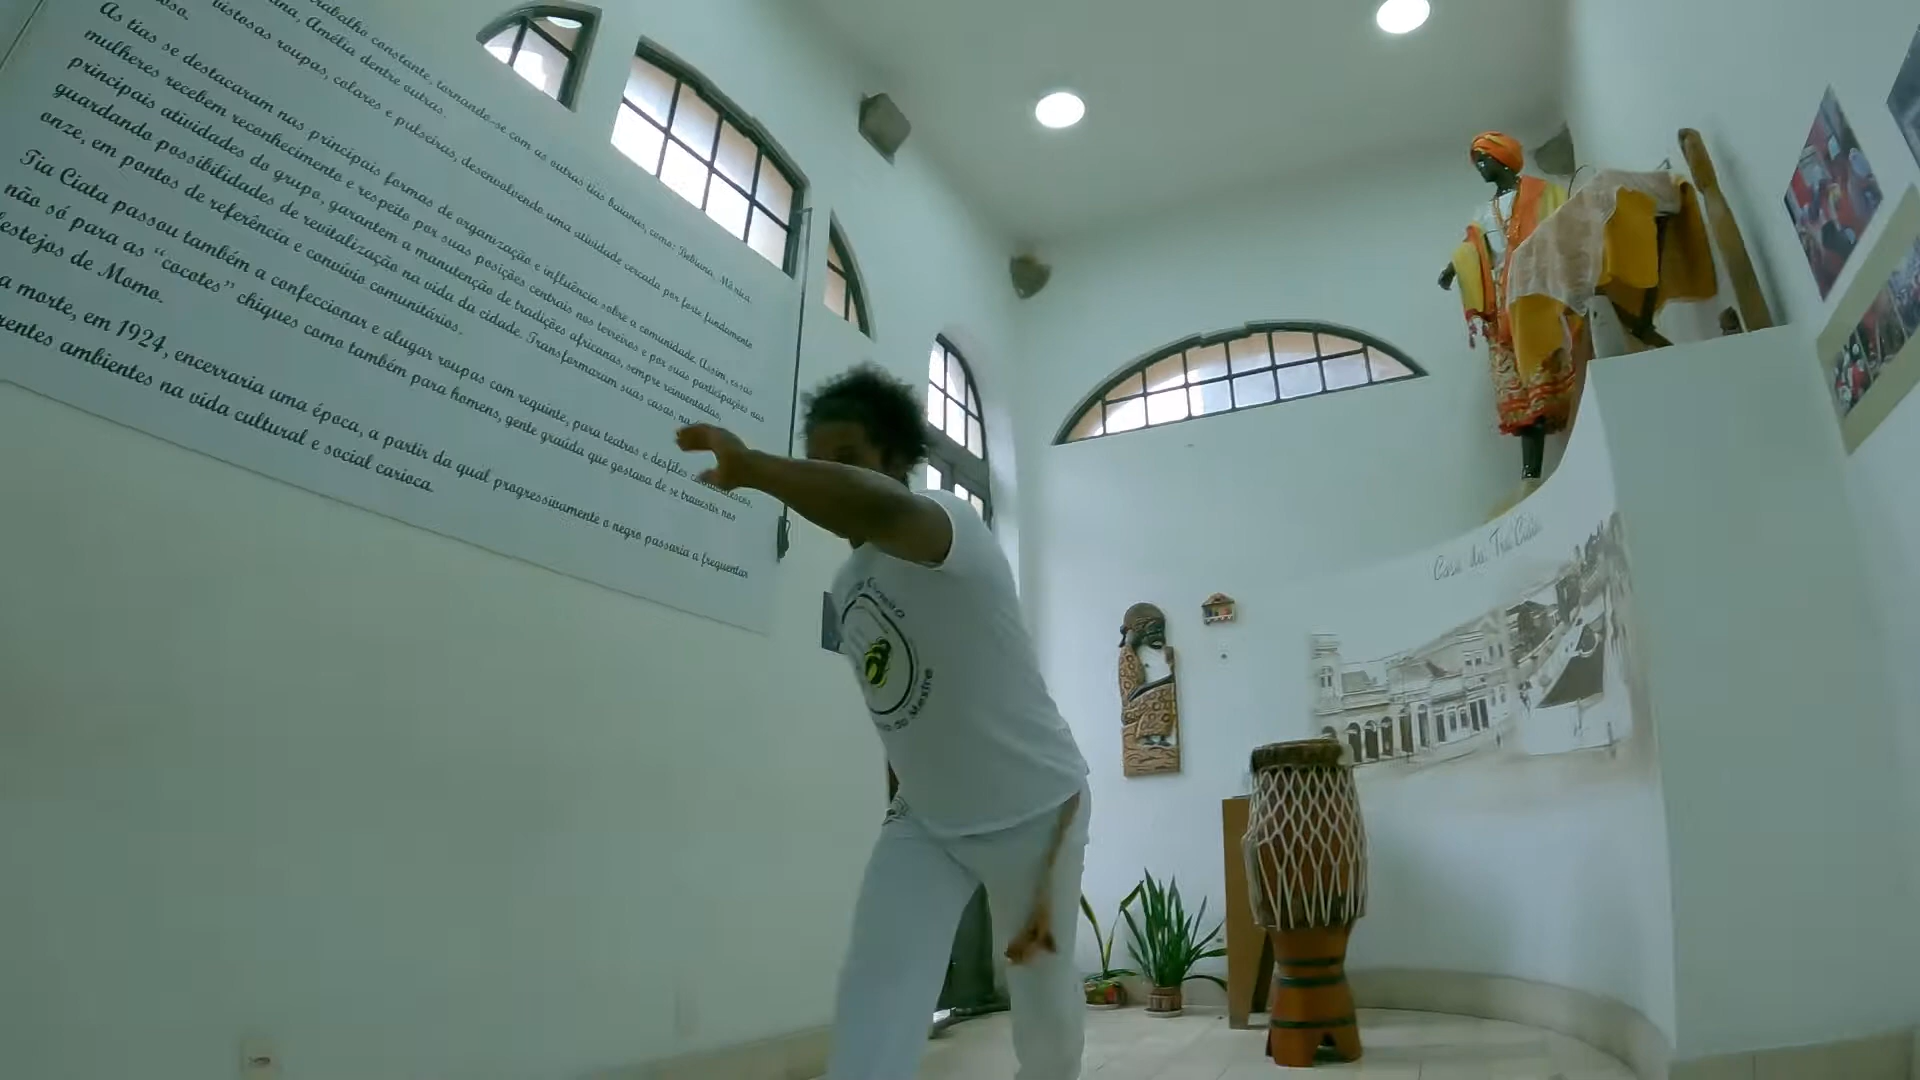 rabalho constante, tornando-se com as outras tias baianas, como: Bebiana, Mônica,
ina, Amélia dentre outras.
vistosas roupas, colares e pulseiras, desenvolvendo uma atividade cercada por forte fundamento
oso.
As tias se destacaram nas principais formas de organização e influência sobre a comunidade. Assim, essas
mulheres recebem reconhecimento e respeito por suas posições centrais nos terreiros e por suas participações nas
principais atividades do grupo, garantem a manutenção de tradições africanas, sempre reinventadas,
guardando possibilidades de revitalização na vida da cidade. Transformaram suas casas, na
onze, em pontos de referência e convívio comunitários.
Tia Ciata passou também a confeccionar e alugar roupas com requinte, para teatros e desfiles carnavalescos,
não só para as "cocotes" chiques como também para homens, gente graúda que gostava de se travestir nos
estejos de Momo.
a morte, em 1924, encerraria uma época, a partir da qual progressivamente o negro passaria a frequentar
rentes ambientes na vida cultural e social carioca.
Casa da Tia Ciata
do Mestre